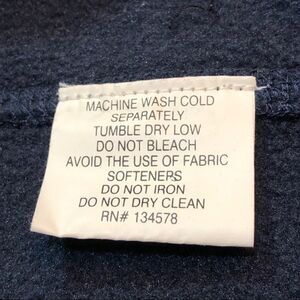 MACHINE WASH COLD
SEPARATELY
TUMBLE DRY LOW
DO NOT BLEACH
AVOID THE USE OF FABRIC
SOFTENERS
DO NOT IRON
DO NOT DRY CLEAN
RN# 134578